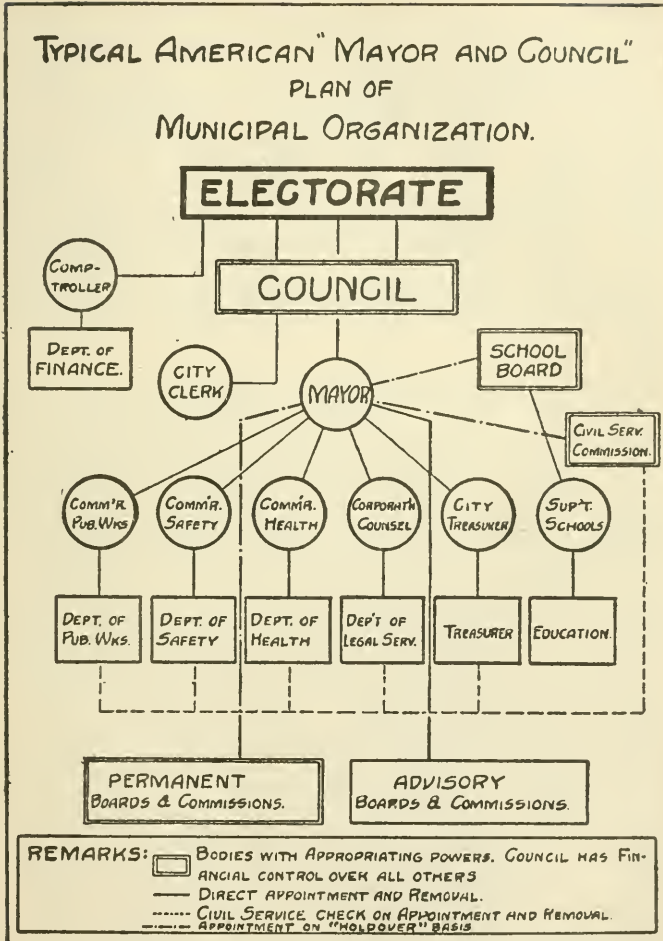 TYPICAL AMERICAN "MAYOR AND COUNCIL"
PLAN OF
MUNICIPAL ORGANIZATION.
ELECTORATE
COMP-
TROLLER
COUNCIL
DEPT. OF
FINANCE.
CITY
CLERK
MAYOR
SCHOOL
BOARD
CIVIL SERV.
COMMISSION.
COMM'R.
PUB. WKS
COMM'R.
SAFETY
COMM'R.
HEALTH
CORPORAT'N
COUNSEL
CITY
TREASURER
SUP'T.
SCHOOLS
DEPT. OF
PUB. WKS.
DEPT. OF
SAFETY
DEPT. OF
HEALTH
DEP'T OF
LEGAL SERV.
TREASURER
EDUCATION.
PERMANENT
BOARDS & COMMISSIONS.
ADVISORY
BOARDS & COMMISSIONS.
REMARKS: BODIES WITH APPROPRIATING POWERS. COUNCIL HAS FIN-
ANCIAL CONTROL OVER ALL OTHERS
DIRECT APPOINTMENT AND REMOVAL.
CIVIL SERVICE CHECK ON APPOINTMENT AND REMOVAL.
APPOINTMENT ON "HOLDOVER" BASIS